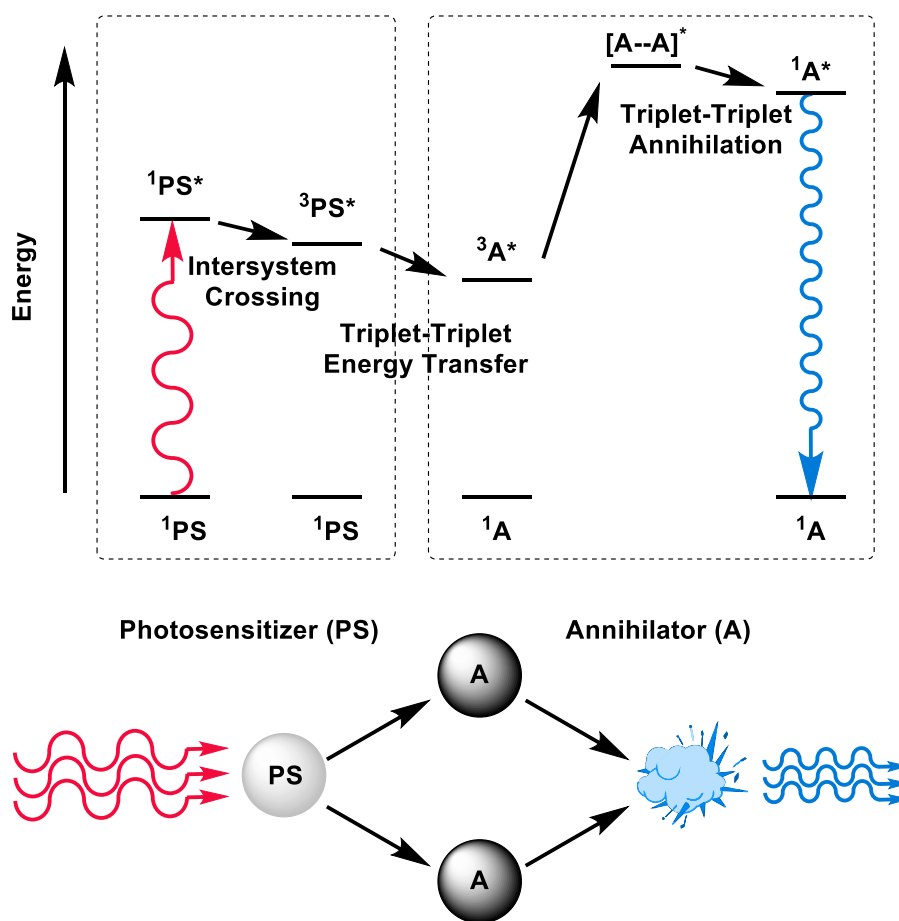 [A--A]*
¹A*
Triplet-Triplet
Annihilation
¹PS*
³PS*
³A*
Intersystem
Crossing
Energy
Triplet-Triplet
Energy Transfer
¹PS
¹PS
¹A
¹A
Photosensitizer (PS)
Annihilator (A)
A
PS
A